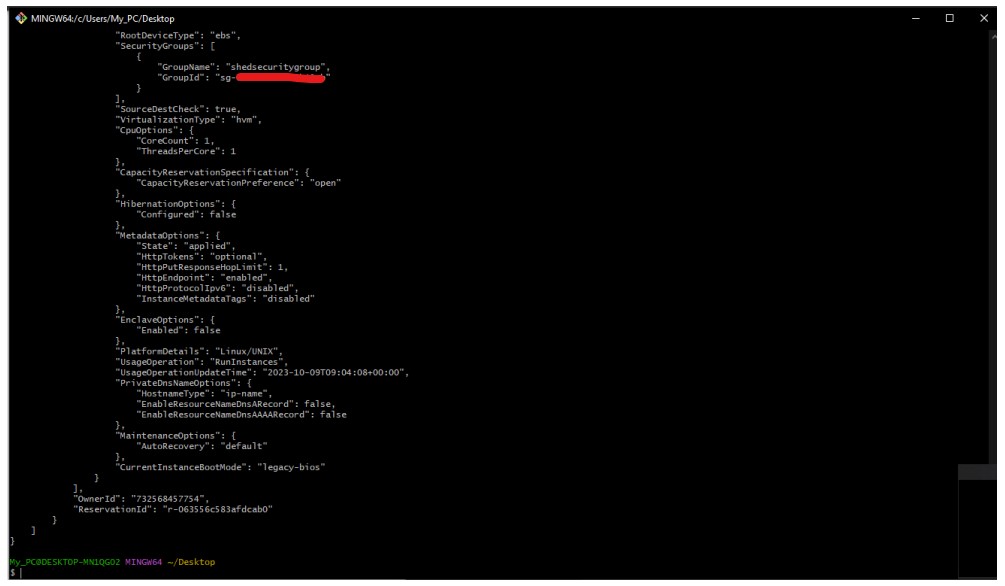 MINGW64:/c/Users/My_PC/Desktop
"RootDeviceType": "ebs",
"SecurityGroups": [
{
"GroupName": "shedsecuritygroup",
"GroupId": "sg-
}
],
"SourceDestCheck": true,
"VirtualizationType": "hvm",
"CpuOptions": {
"CoreCount": 1,
"ThreadsPerCore": 1
},
"CapacityReservationSpecification": {
"CapacityReservationPreference": "open"
},
"HibernationOptions": {
"Configured": false
},
"MetadataOptions": {
"State": "applied",
"HttpTokens": "optional",
"HttpPutResponseHopLimit": 1,
"HttpEndpoint": "enabled",
"HttpProtocolIpv6": "disabled",
"InstanceMetadataTags": "disabled"
},
"EnclaveOptions": {
"Enabled": false
},
"PlatformDetails": "Linux/UNIX",
"UsageOperation": "RunInstances",
"UsageOperationUpdateTime": "2023-10-09T09:04:08+00:00",
"PrivateDnsNameOptions": {
"HostnameType": "ip-name",
"EnableResourceNameDnsARecord": false,
"EnableResourceNameDnsAAAARecord": false
},
"MaintenanceOptions": {
"AutoRecovery": "default"
},
"CurrentInstanceBootMode": "legacy-bios"
}
],
"OwnerId": "732568457754",
"ReservationId": "r-063556c583afdcab0"
}
]
}
My_PC@DESKTOP-MN1QG02 MINGW64 ~/Desktop
$